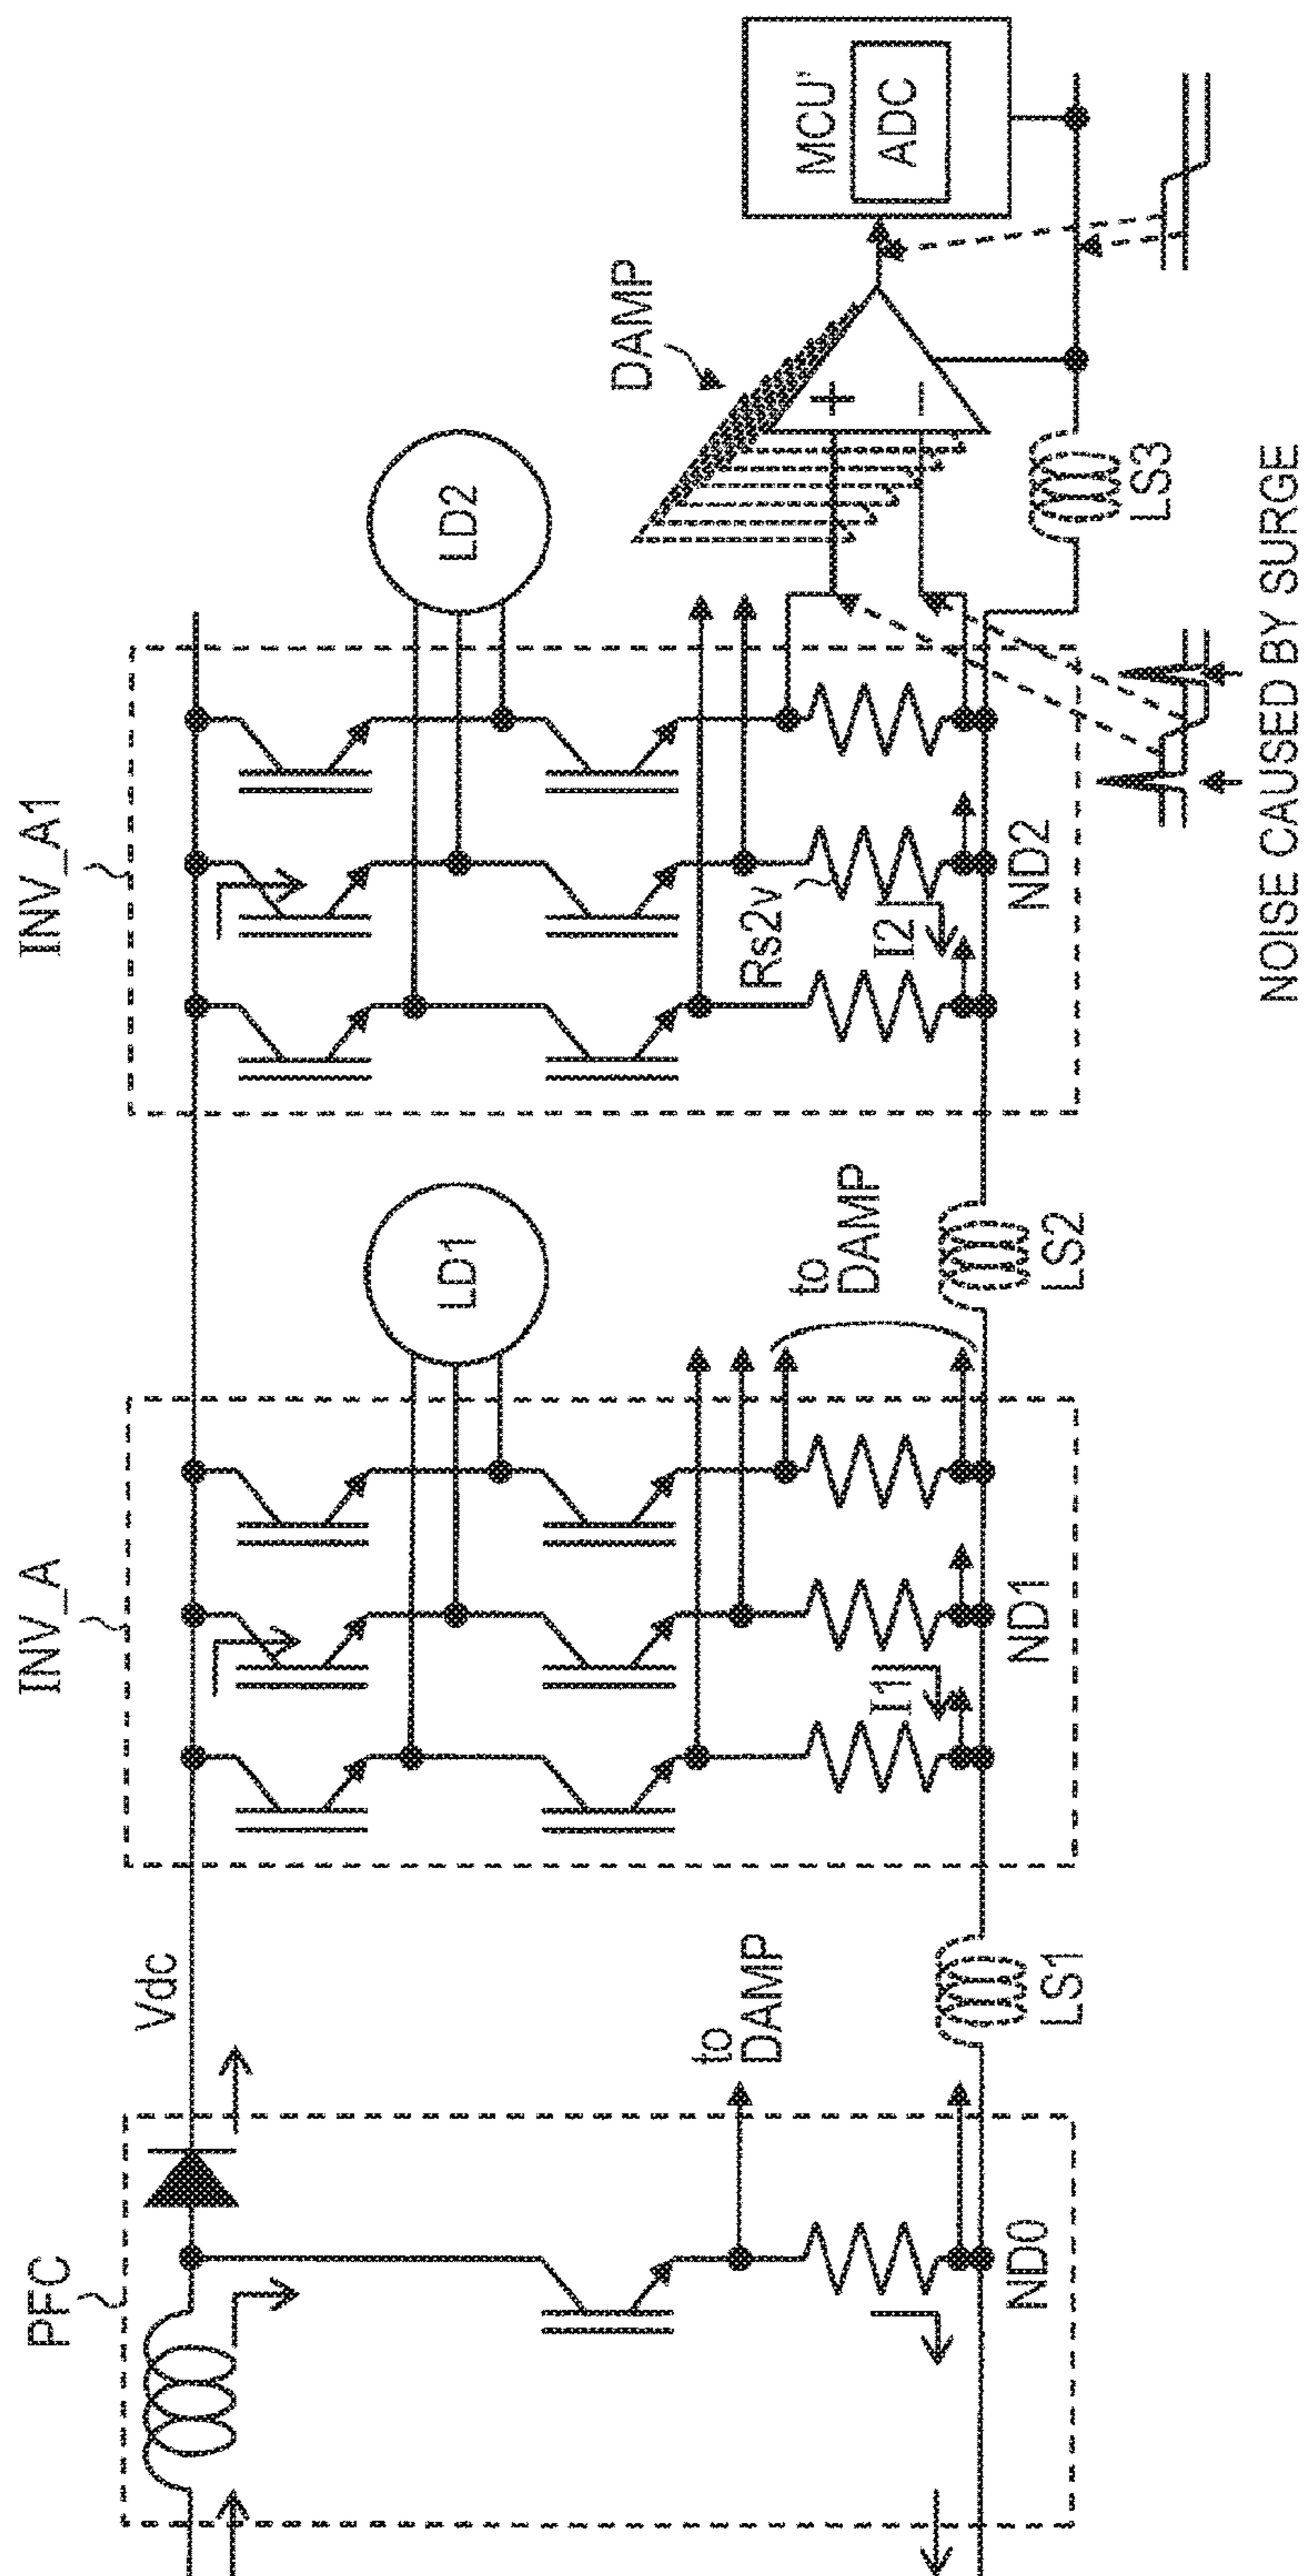 PFC
INV_A
INV_A1
Vdc
LD1
LD2
DAMP
MCU'
ADC
to
DAMP
to
DAMP
Rs2v
I1
I2
ND0
ND1
ND2
LS1
LS2
LS3
NOISE CAUSED BY SURGE